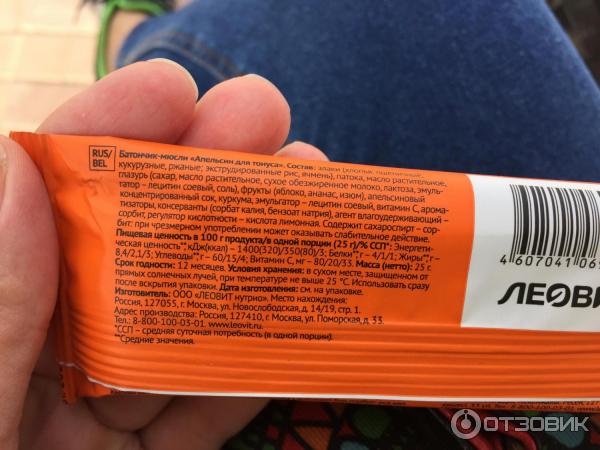 RUS/
BEL
Батончик-мюсли «Апельсин для тонуса». Состав: злаки (хлопья: пшеничные,
кукурузные, ржаные; экструдированные рис, ячмень), патока, масло растительное,
глазурь (сахар, масло растительное, сухое обезжиренное молоко, лактоза, эмуль-
гатор – лецитин соевый, соль), фрукты (яблоко, ананас, изюм), апельсиновый
концентрированный сок, куркума, эмульгатор – лецитин соевый, витамин С, арома-
тизаторы, консерванты (сорбат калия, бензоат натрия), агент влагоудерживающий -
сорбит, регулятор кислотности – кислота лимонная. Содержит сахароспирт – сор-
бит: при чрезмерном употреблении может оказывать слабительное действие.
Пищевая ценность в 100 г продукта/в одной порции (25 г)/% ССП*: Энергети-
ческая ценность**, кДж(ккал) – 1400(320)/350(80)/3; Белки**, г – 4/1/1; Жиры**, г –
8,4/2,1/3; Углеводы**, г – 60/15/4; Витамин С, мг – 80/20/33. Масса (нетто): 25 г.
Срок годности: 12 месяцев. Условия хранения: в сухом месте, защищенном от
прямых солнечных лучей, при температуре не выше 25 °С. Использовать сразу
после вскрытия упаковки. Дата изготовления: см. на упаковке.
Изготовитель: ООО «ЛЕОВИТ нутрио». Место нахождения:
Россия, 127055, г. Москва, ул. Новослободская, д. 14/19, стр. 1.
Адрес производства: Россия, 127410, г. Москва, ул. Поморская, д. 33.
Тел.: 8-800-100-03-01. www.leovit.ru.
*ССП – средняя суточная потребность (в одной порции).
**Средние значения.
4 607041 06
ЛЕОВИ
ОТЗОВИК